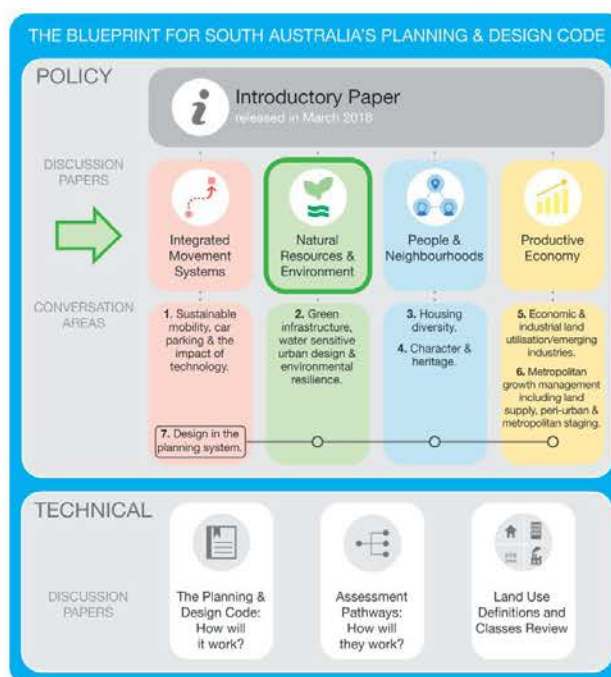 THE BLUEPRINT FOR SOUTH AUSTRALIA'S PLANNING & DESIGN CODE
POLICY
i
Introductory Paper
released in March 2018
DISCUSSION
PAPERS
Integrated
Movement
Systems
Natural
Resources &
Environment
People &
Neighbourhoods
Productive
Economy
CONVERSATION
AREAS
1. Sustainable
mobility, car
parking & the
impact of
technology.
2. Green
infrastructure,
water sensitive
urban design &
environmental
resilience.
3. Housing
diversity.
4. Character &
heritage.
5. Economic &
industrial land
utilisation/emerging
industries.
6. Metropolitan
growth management
including land
supply, peri-urban &
metropolitan staging.
7. Design in the
planning system.
TECHNICAL
DISCUSSION
PAPERS
The Planning &
Design Code:
How will
it work?
Assessment
Pathways:
How will
they work?
Land Use
Definitions and
Classes Review